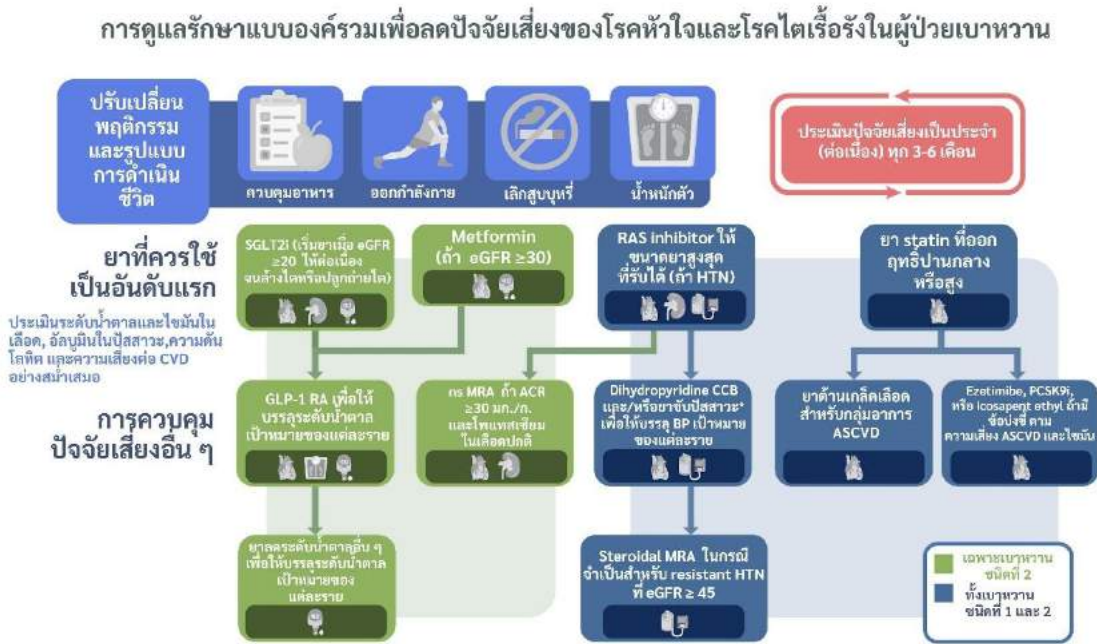 การดูแลรักษาแบบองค์รวมเพื่อลดปัจจัยเสี่ยงของโรคหัวใจและโรคไตเรื้อรังในผู้ป่วยเบาหวาน
ปรับเปลี่ยน
พฤติกรรม
และรูปแบบ
การดำเนิน
ชีวิต
ควบคุมอาหาร
ออกกำลังกาย
เลิกสูบบุหรี่
น้ำหนักตัว
ประเมินปัจจัยเสี่ยงเป็นประจำ
(ต่อเนื่อง) ทุก 3-6 เดือน
ยาที่ควรใช้
เป็นอันดับแรก
ประเมินระดับน้ำตาลและไขมันใน
เลือด, อัลบูมินในปัสสาวะ,ความดัน
โลหิต และความเสี่ยงต่อ CVD
อย่างสม่ำเสมอ
SGLT2i (เริ่มยาเมื่อ eGFR
≥20 ให้ต่อเนื่อง
จนล้างไตหรือปลูกถ่ายไต)
Metformin
(ถ้า eGFR ≥30)
RAS inhibitor ให้
ขนาดยาสูงสุด
ที่รับได้ (ถ้า HTN)
ยา statin ที่ออก
ฤทธิ์ปานกลาง
หรือสูง
การควบคุม
ปัจจัยเสี่ยงอื่น ๆ
GLP-1 RA เพื่อให้
บรรลุระดับน้ำตาล
เป้าหมายของแต่ละราย
ns MRA ถ้า ACR
≥30 มก./ก.
และโพแทสเซียม
ในเลือดปกติ
Dihydropyridine CCB
และ/หรือยาขับปัสสาวะ*
เพื่อให้บรรลุ BP เป้าหมาย
ของแต่ละราย
ยาต้านเกล็ดเลือด
สำหรับกลุ่มอาการ
ASCVD
Ezetimibe, PCSK9i,
หรือ Icosapent ethyl ถ้ามี
ข้อบ่งชี้ ตาม
ความเสี่ยง ASCVD และไขมัน
ยาลดระดับน้ำตาลอื่น ๆ
เพื่อให้บรรลุระดับน้ำตาล
เป้าหมายของ
แต่ละราย
Steroidal MRA ในกรณี
จำเป็นสำหรับ resistant HTN
ที่ eGFR ≥ 45
เฉพาะเบาหวาน
ชนิดที่ 2
ทั้งเบาหวาน
ชนิดที่ 1 และ 2